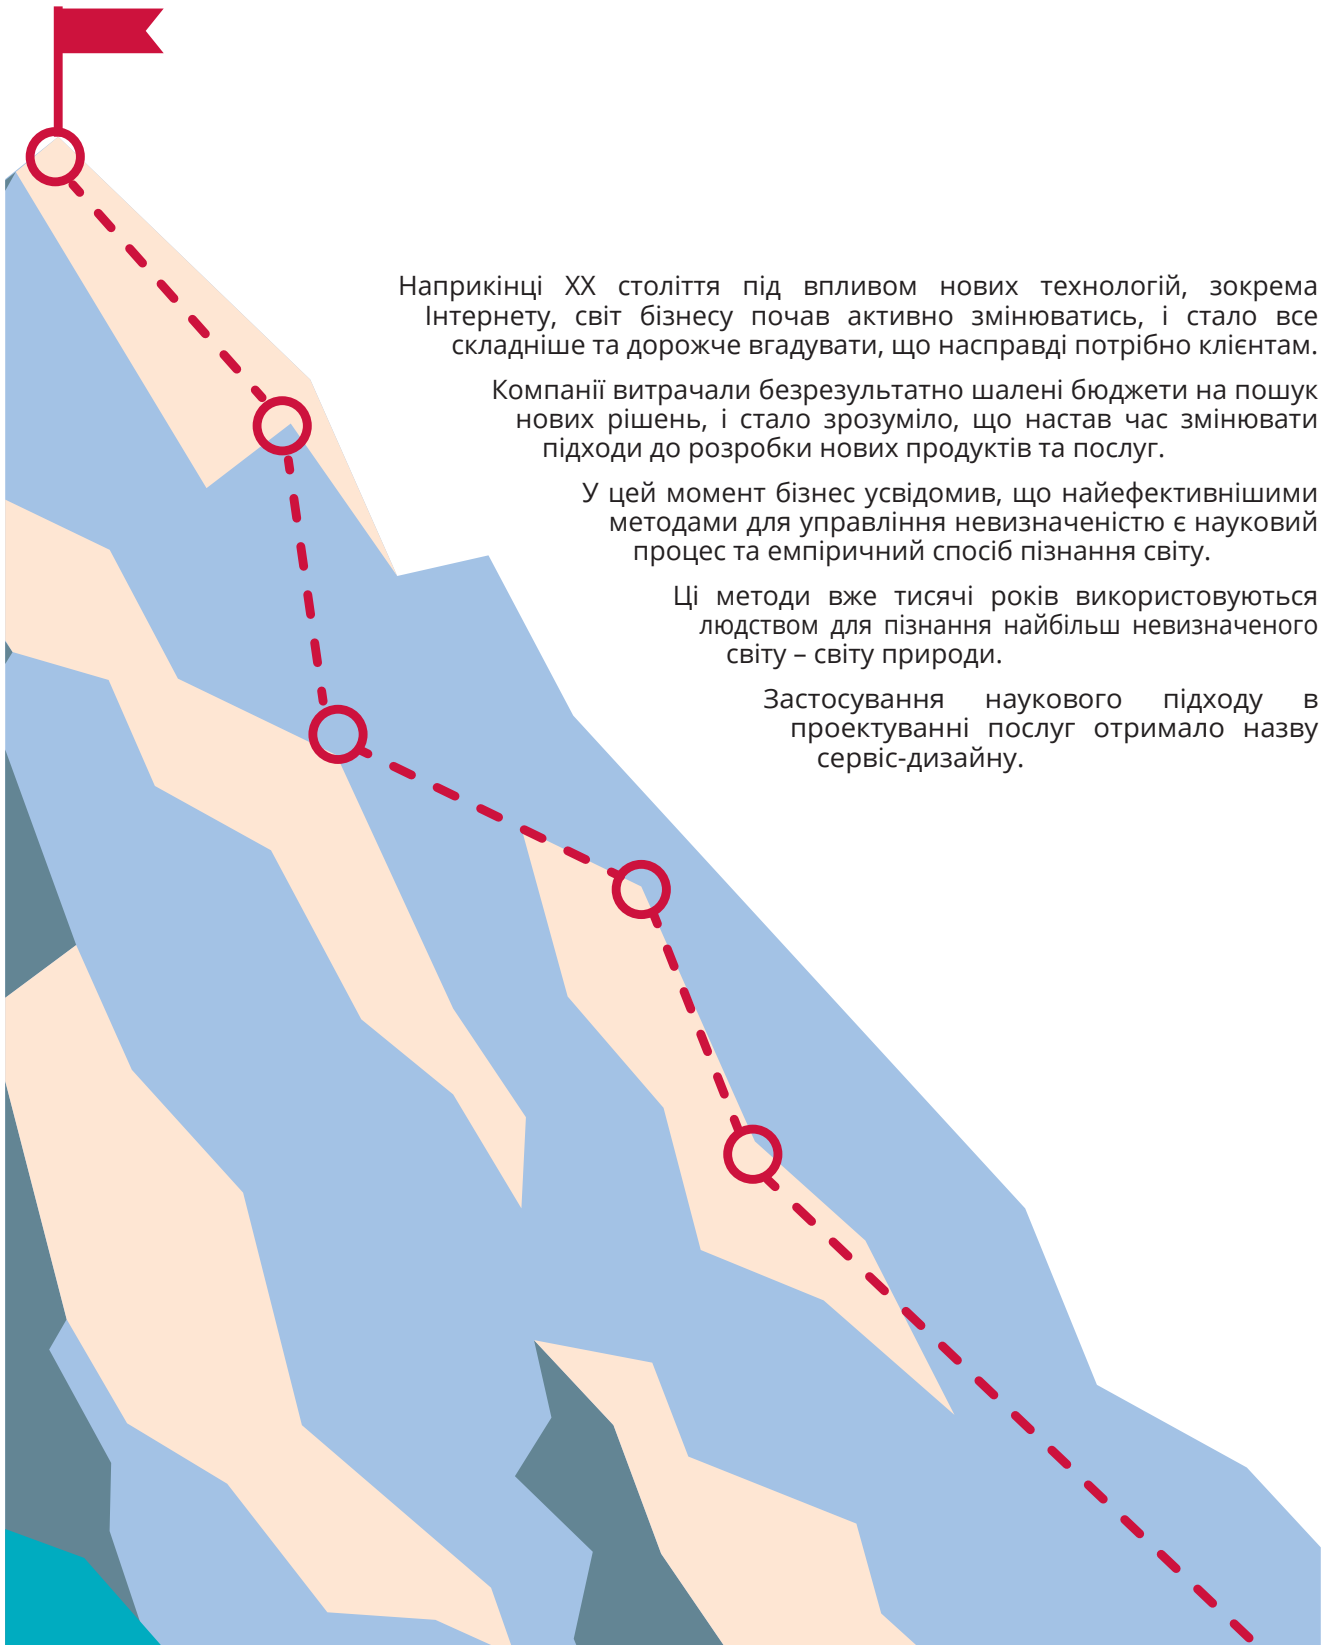 Наприкінці ХХ століття під впливом нових технологій, зокрема
Інтернету, світ бізнесу почав активно змінюватись, і стало все
складніше та дорожче вгадувати, що насправді потрібно клієнтам.
Компанії витрачали безрезультатно шалені бюджети на пошук
нових рішень, і стало зрозуміло, що настав час змінювати
підходи до розробки нових продуктів та послуг.
У цей момент бізнес усвідомив, що найефективнішими
методами для управління невизначеністю є науковий
процес та емпіричний спосіб пізнання світу.
Ці методи вже тисячі років використовуються
людством для пізнання найбільш невизначеного
світу – світу природи.
Застосування наукового підходу в
проектуванні послуг отримало назву
сервіс-дизайну.